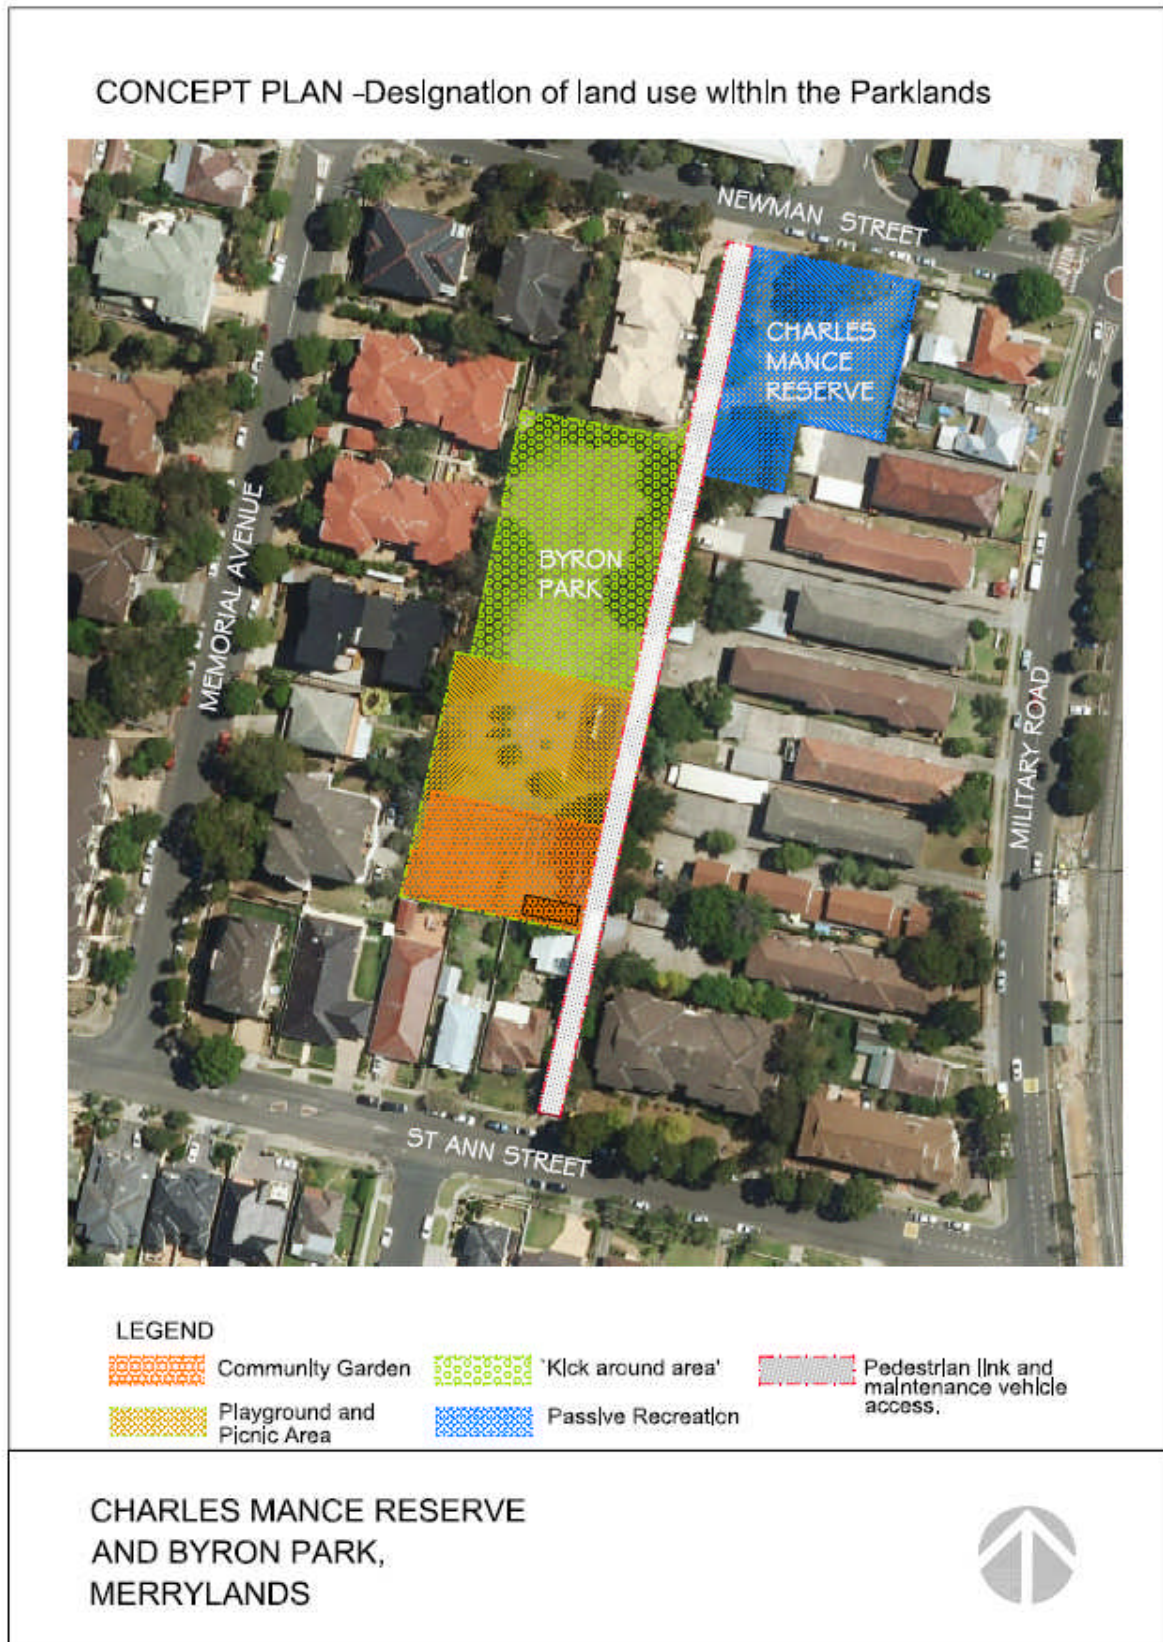 CONCEPT PLAN -Designation of land use within the Parklands
NEWMAN STREET
CHARLES
MANCE
RESERVE
BYRON
PARK
MEMORIAL AVENUE
MILITARY ROAD
ST ANN STREET
LEGEND
Community Garden
'Kick around area'
Pedestrian link and
maintenance vehicle
access.
Playground and
Picnic Area
Passive Recreation
CHARLES MANCE RESERVE
AND BYRON PARK,
MERRYLANDS